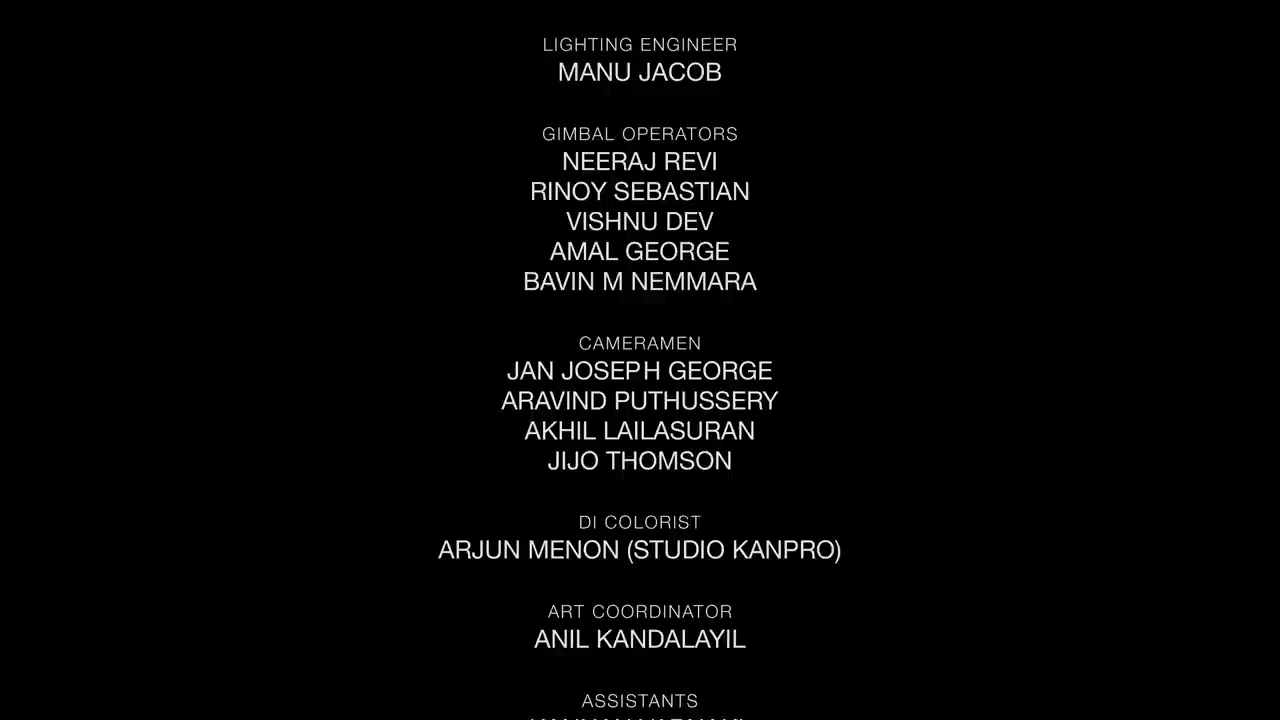 LIGHTING ENGINEER
MANU JACOB
GIMBAL OPERATORS
NEERAJ REVI
RINOY SEBASTIAN
VISHNU DEV
AMAL GEORGE
BAVIN M NEMMARA
CAMERAMEN
JAN JOSEPH GEORGE
ARAVIND PUTHUSSERY
AKHIL LAILASURAN
JIJO THOMSON
DI COLORIST
ARJUN MENON (STUDIO KANPRO)
ART COORDINATOR
ANIL KANDALAYIL
ASSISTANTS